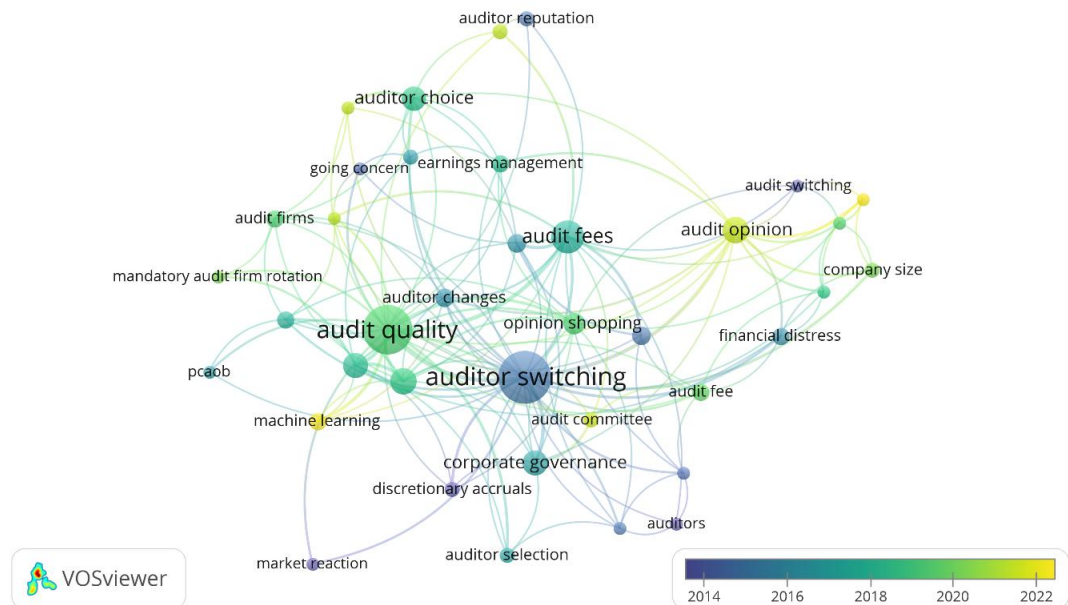 auditor reputation
auditor choice
going concern
earnings management
audit switching
audit firms
audit fees
audit opinion
mandatory audit firm rotation
company size
auditor changes
audit quality
opinion shopping
financial distress
pcaob
auditor switching
audit fee
machine learning
audit committee
corporate governance
discretionary accruals
auditors
market reaction
auditor selection
VOSviewer
2014 2016 2018 2020 2022